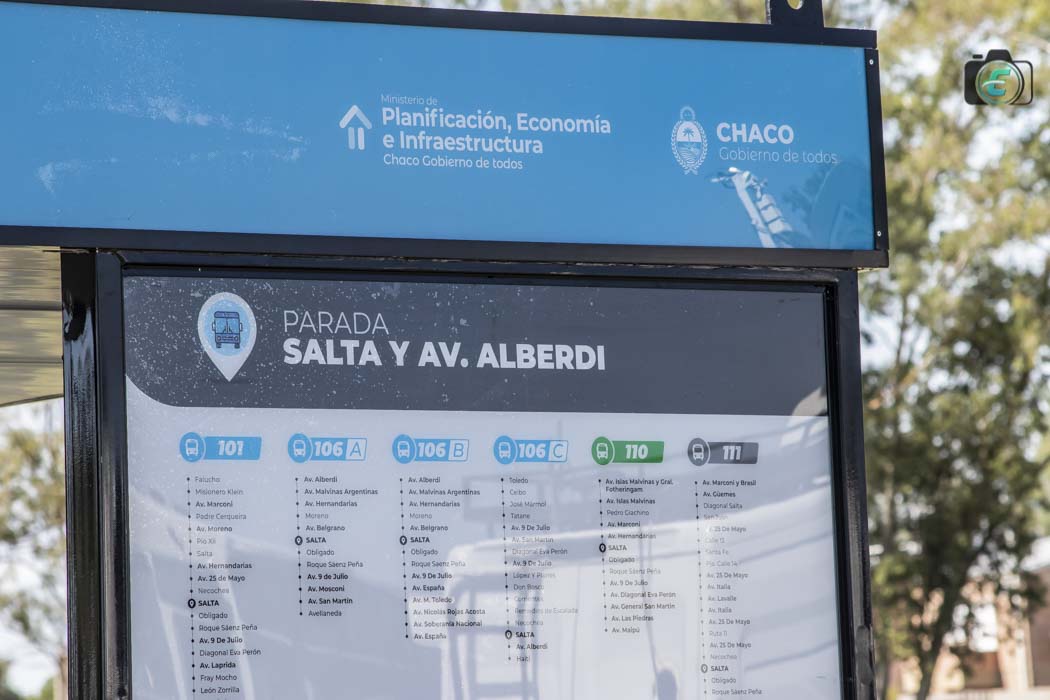 Ministerio de
Planificación, Economía
e Infraestructura
Chaco Gobierno de todos
CHACO
Gobierno de todos
PARADA
SALTA Y AV. ALBERDI
101
Falucho
Misionero Klein
Av. Marconi
Padre Cerqueira
Av. Moreno
Pío XII
Salta
Av. Hernandarias
Av. 25 de Mayo
Necochea
SALTA
Obligado
Roque Sáenz Peña
Av. 9 De Julio
Diagonal Eva Perón
Av. Laprida
Fray Mocho
León Zorrilla
106 A
Av. Alberdi
Av. Malvinas Argentinas
Av. Hernandarias
Moreno
Av. Belgrano
SALTA
Obligado
Roque Sáenz Peña
Av. 9 de Julio
Av. Mosconi
Av. San Martín
Avellaneda
106 B
Av. Alberdi
Av. Malvinas Argentinas
Av. Hernandarias
Moreno
Av. Belgrano
SALTA
Obligado
Roque Sáenz Peña
Av. 9 De Julio
Av. España
Av. M. Toledo
Av. Nicolás Rojas Acosta
Av. Soberanía Nacional
Av. España
106 C
Toledo
Ceibo
José Mármol
Tatane
Av. 9 De Julio
Av. San Martín
Diagonal Eva Perón
Av. 9 De Julio
López Y Planes
Don Bosco
Corrientes
Remedios de Escalada
Necochea
SALTA
Av. Alberdi
Haití
110
Av. Islas Malvinas y Gral.
Fotheringam
Av. Islas Malvinas
Pedro Giachino
Av. Marconi
Av. Hernandarias
SALTA
Obligado
Roque Sáenz Peña
Av. 9 De Julio
Av. Diagonal Eva Perón
Av. General San Martín
Av. Las Piedras
Av. Maipú
111
Av. Marconi y Brasil
Av. Güemes
Diagonal Salta
Av. 25 De Mayo
Calle 12
Santa Fe
Calle 14
Av. 25 De Mayo
Av. Italia
Av. Lavalle
Av. Italia
Av. 25 De Mayo
Ruta 11
Av. 25 De Mayo
Necochea
SALTA
Obligado
Roque Sáenz Peña